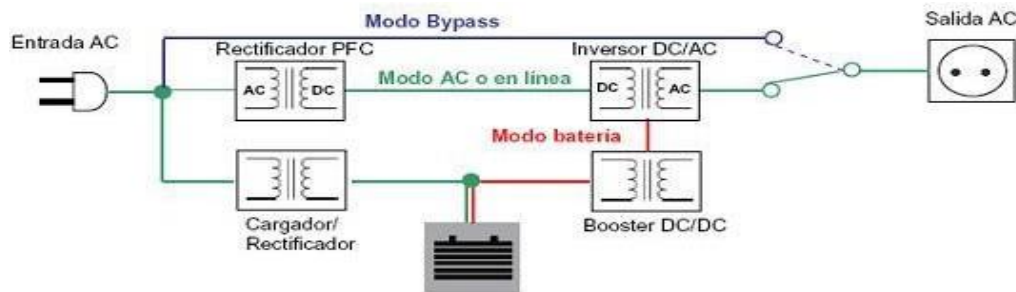 Modo Bypass
Salida AC
Entrada AC
Rectificador PFC
Inversor DC/AC
AC DC
Modo AC o en línea
DC AC
Modo batería
Cargador/
Rectificador
Booster DC/DC